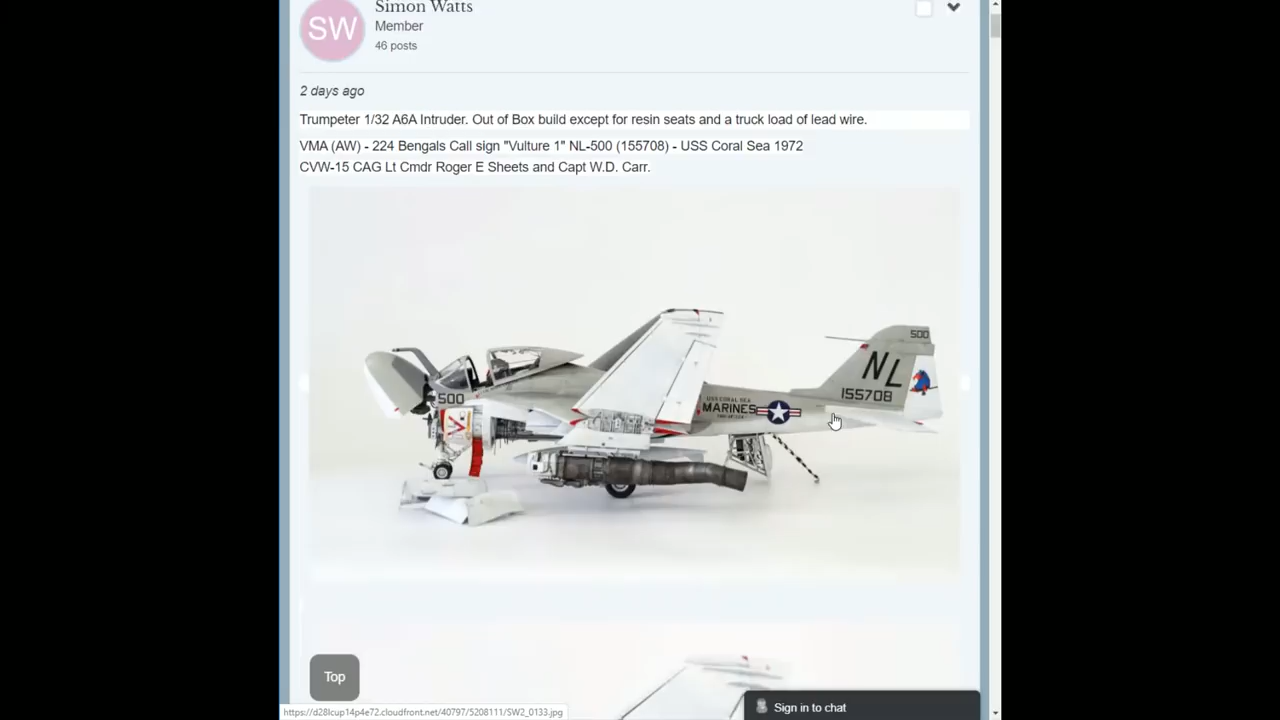 SW
Simon Watts
Member
46 posts
2 days ago
Trumpeter 1/32 A6A Intruder. Out of Box build except for resin seats and a truck load of lead wire.
VMA (AW) - 224 Bengals Call sign "Vulture 1" NL-500 (155708) - USS Coral Sea 1972
CVW-15 CAG Lt Cmdr Roger E Sheets and Capt W.D. Carr.
500
NL
155708
500
USS CORAL SEA
MARINES
Top
Sign in to chat
https://d28lcup14p4e72.cloudfront.net/40797/5208111/SW2_0133.jpg